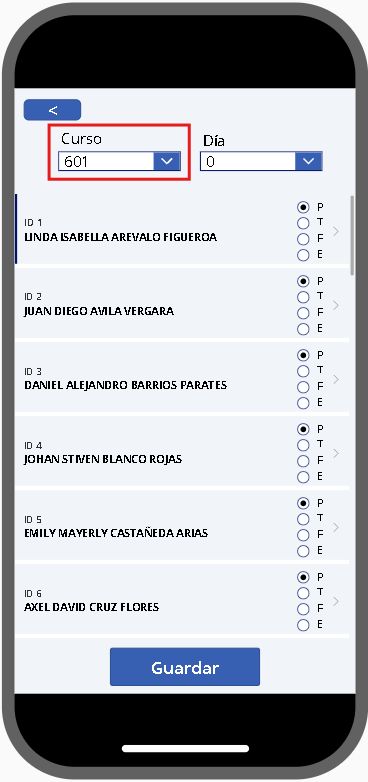 <
Curso
Día
601
0
ID 1
LINDA ISABELLA AREVALO FIGUEROA
P
T
F
E
ID 2
JUAN DIEGO AVILA VERGARA
P
T
F
E
ID 3
DANIEL ALEJANDRO BARRIOS PARATES
P
T
F
E
ID 4
JOHAN STIVEN BLANCO ROJAS
P
T
F
E
ID 5
EMILY MAYERLY CASTAÑEDA ARIAS
P
T
F
E
ID 6
AXEL DAVID CRUZ FLORES
P
T
F
E
Guardar